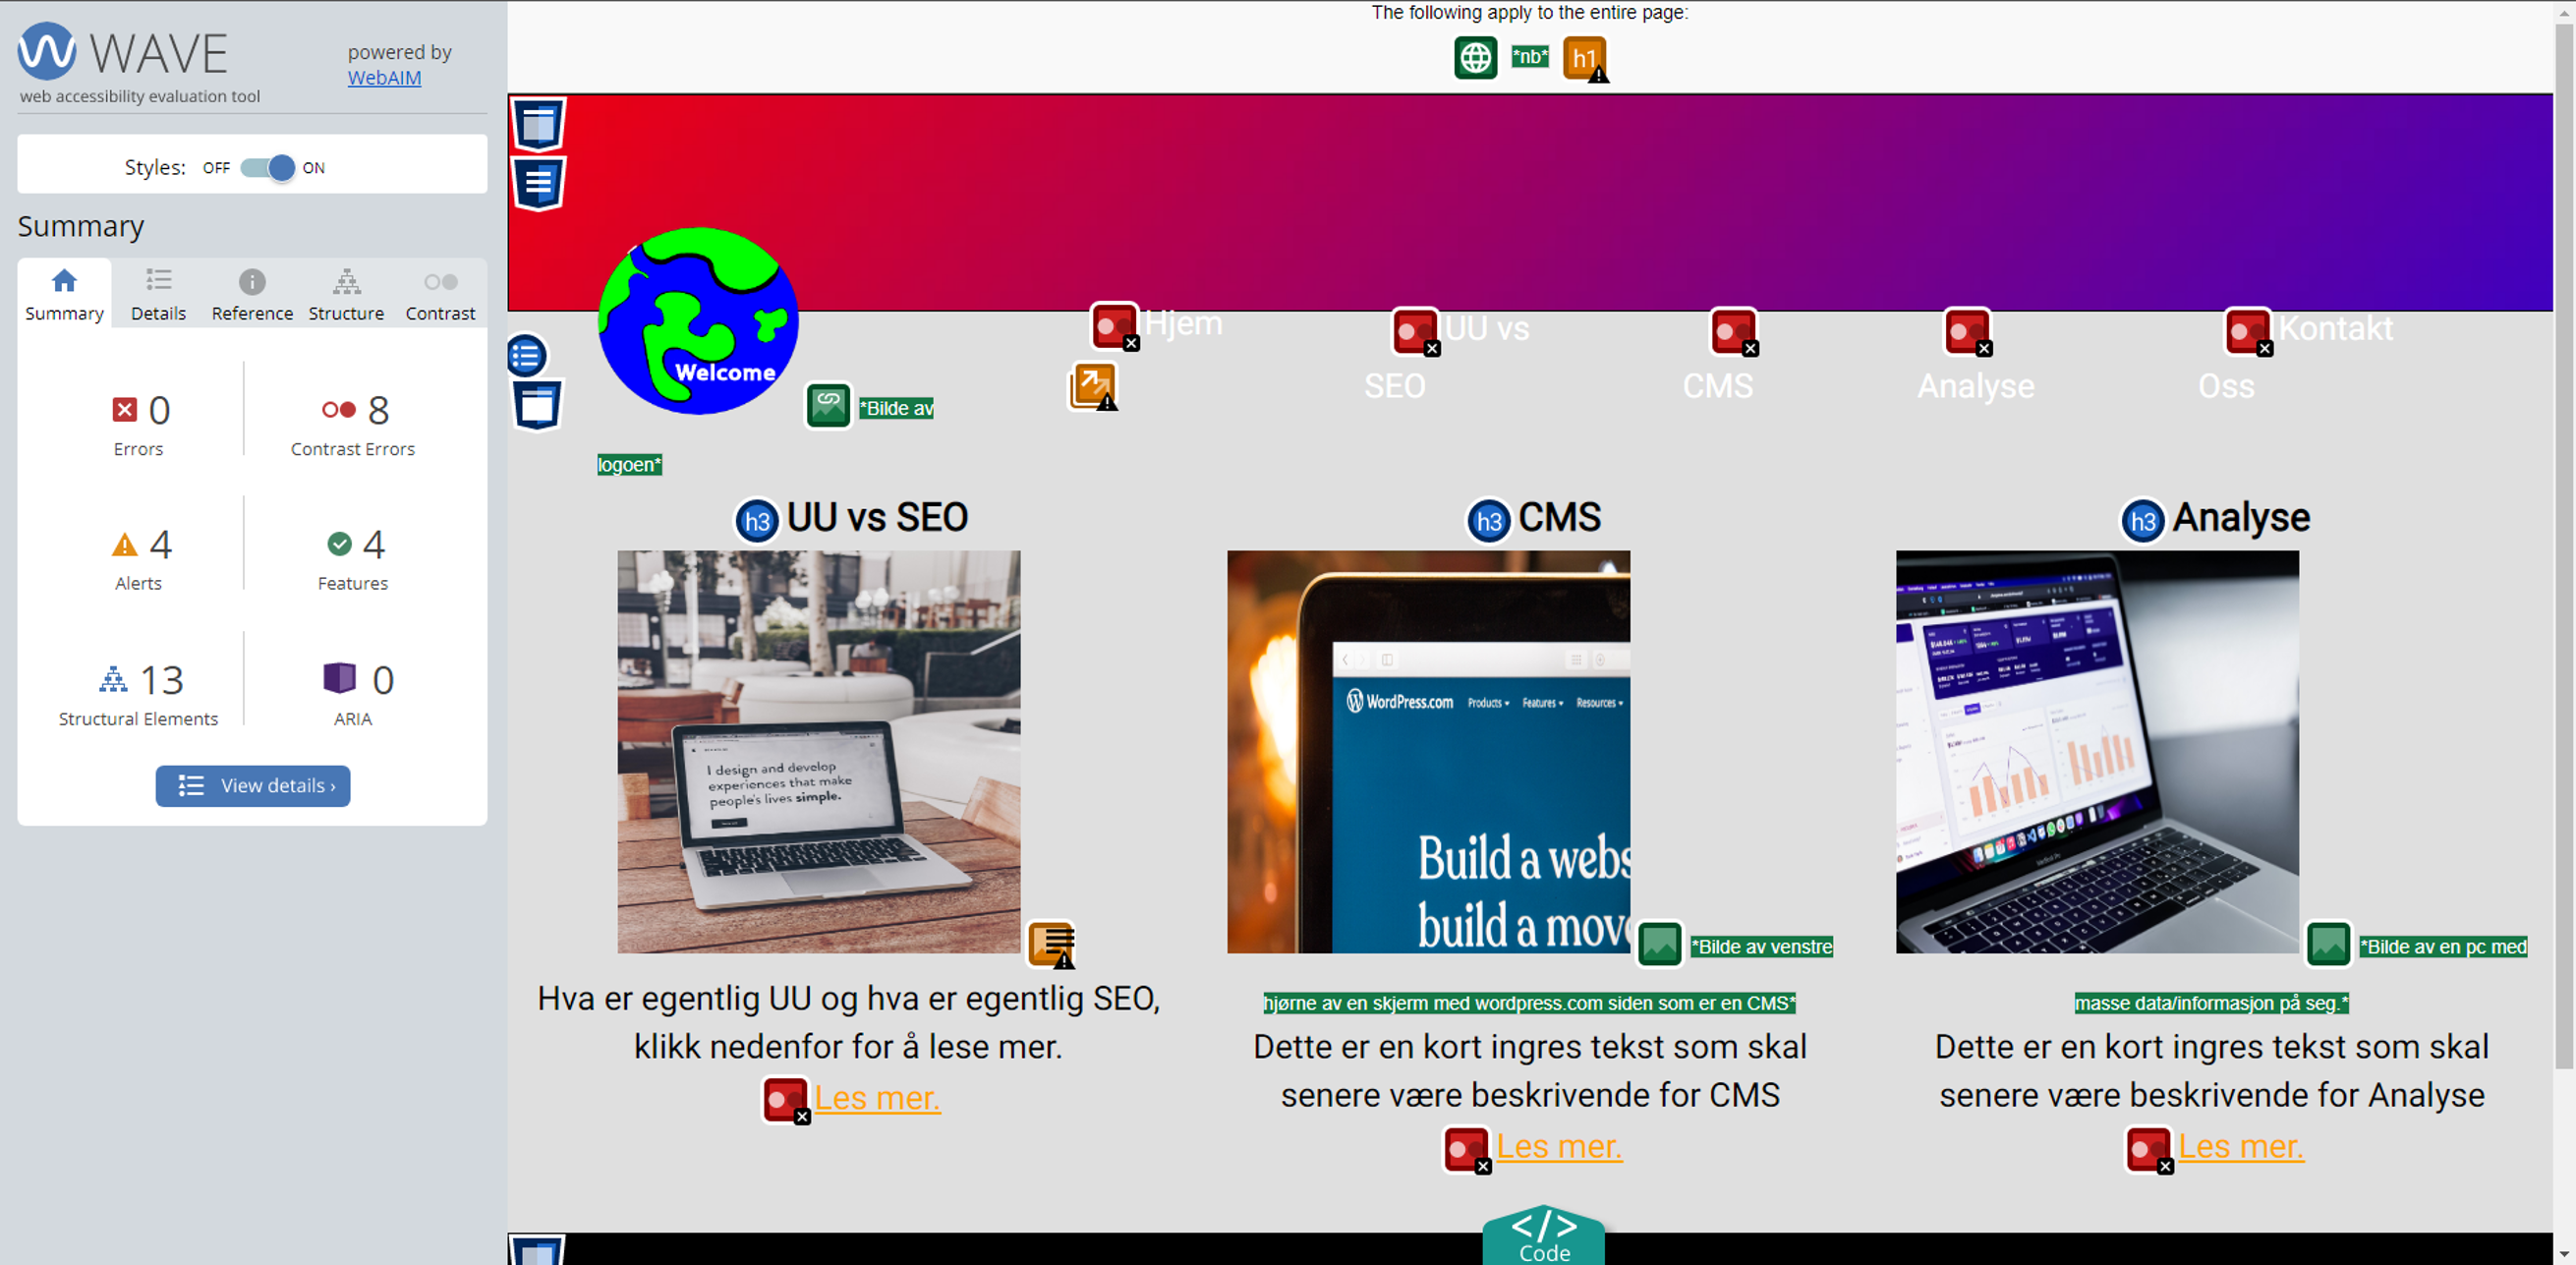 WAVE
powered by
WebAIM
web accessibility evaluation tool
Styles: OFF ON
Summary
Summary Details Reference Structure Contrast
0 8
Errors Contrast Errors
4 4
Alerts Features
13 0
Structural Elements ARIA
View details ›
The following apply to the entire page:
*nb* h1
Welcome
*Bilde av
logoen*
Hjem
UU vs
SEO
CMS
Analyse
Kontakt
Oss
h3 UU vs SEO
I design and develop
experiences that make
people's lives simple.
Hva er egentlig UU og hva er egentlig SEO,
klikk nedenfor for å lese mer.
Les mer.
h3 CMS
WordPress.com Products Features Resources
Build a webs
build a mov
*Bilde av venstre
hjørne av en skjerm med wordpress.com siden som er en CMS*
Dette er en kort ingres tekst som skal
senere være beskrivende for CMS
Les mer.
h3 Analyse
*Bilde av en pc med
masse data/informasjon på seg.*
Dette er en kort ingres tekst som skal
senere være beskrivende for Analyse
Les mer.
</>
Code